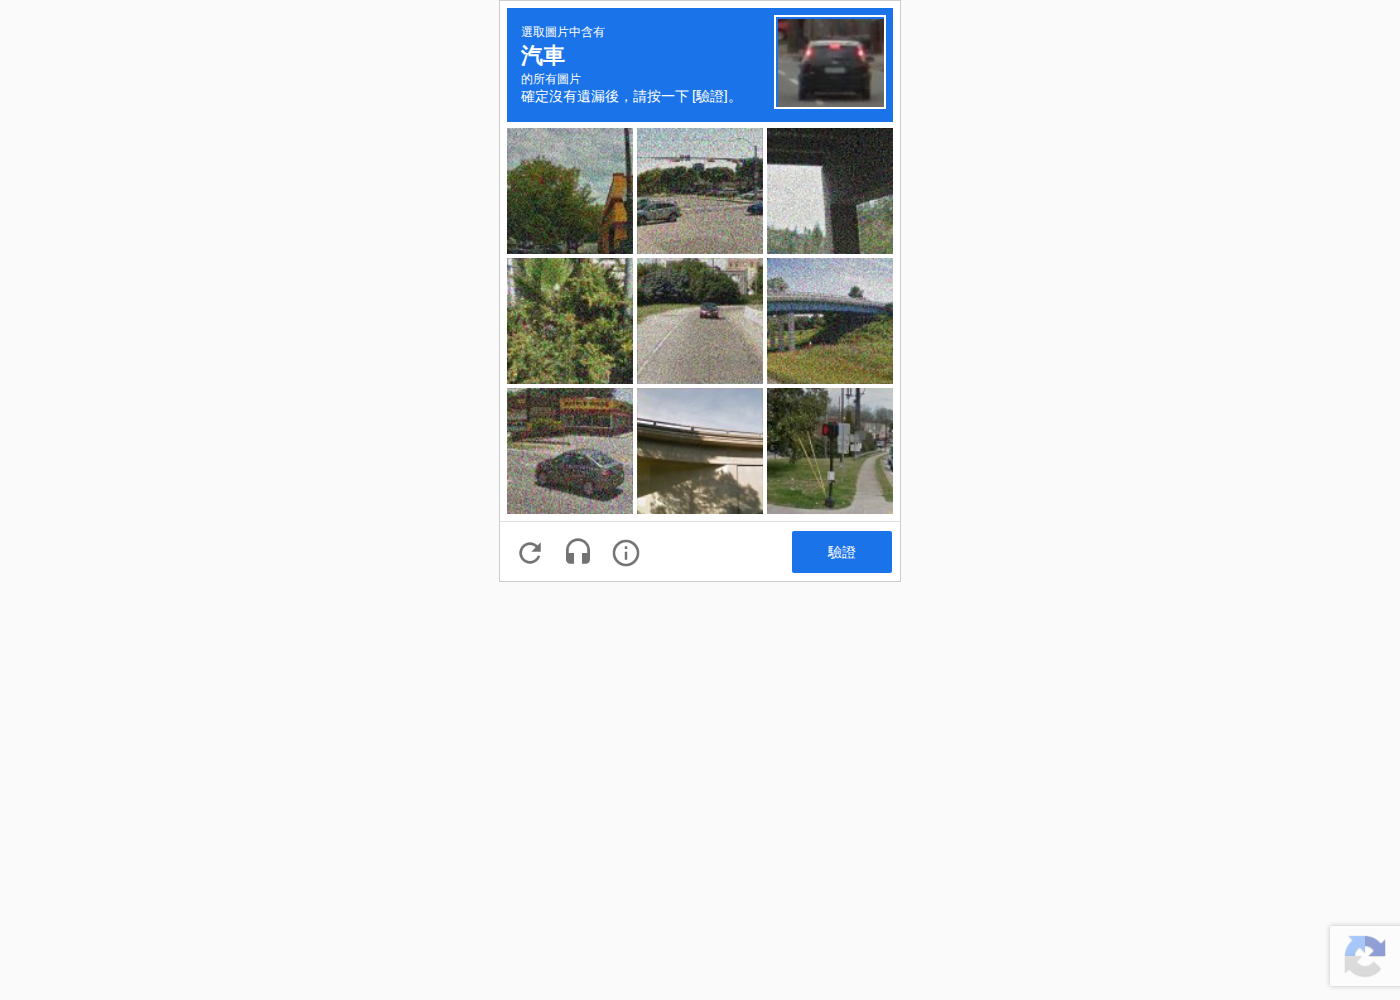 選取圖片中含有
汽車
的所有圖片
確定沒有遺漏後，請按一下 [驗證]。
驗證